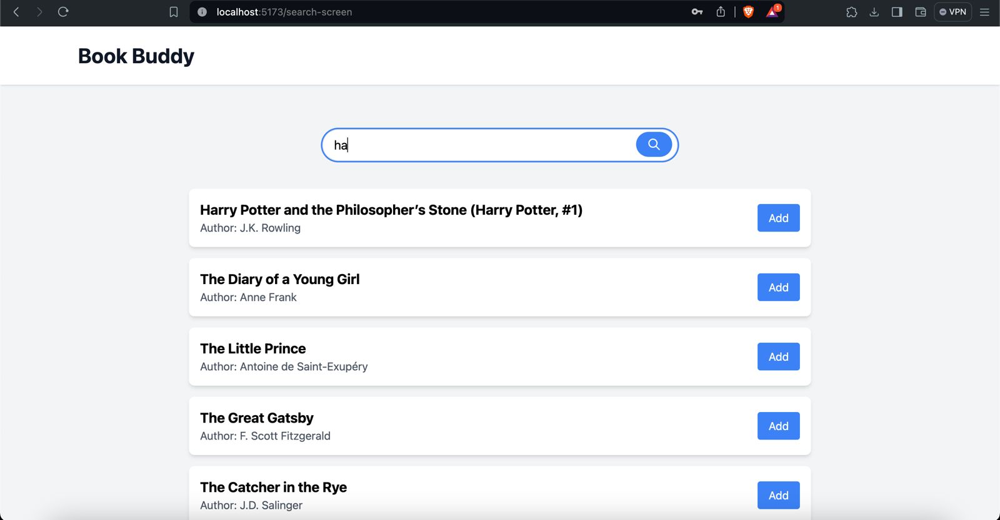 localhost:5173/search-screen
1
VPN
Book Buddy
ha
Harry Potter and the Philosopher’s Stone (Harry Potter, #1)
Author: J.K. Rowling
Add
The Diary of a Young Girl
Author: Anne Frank
Add
The Little Prince
Author: Antoine de Saint-Exupéry
Add
The Great Gatsby
Author: F. Scott Fitzgerald
Add
The Catcher in the Rye
Author: J.D. Salinger
Add